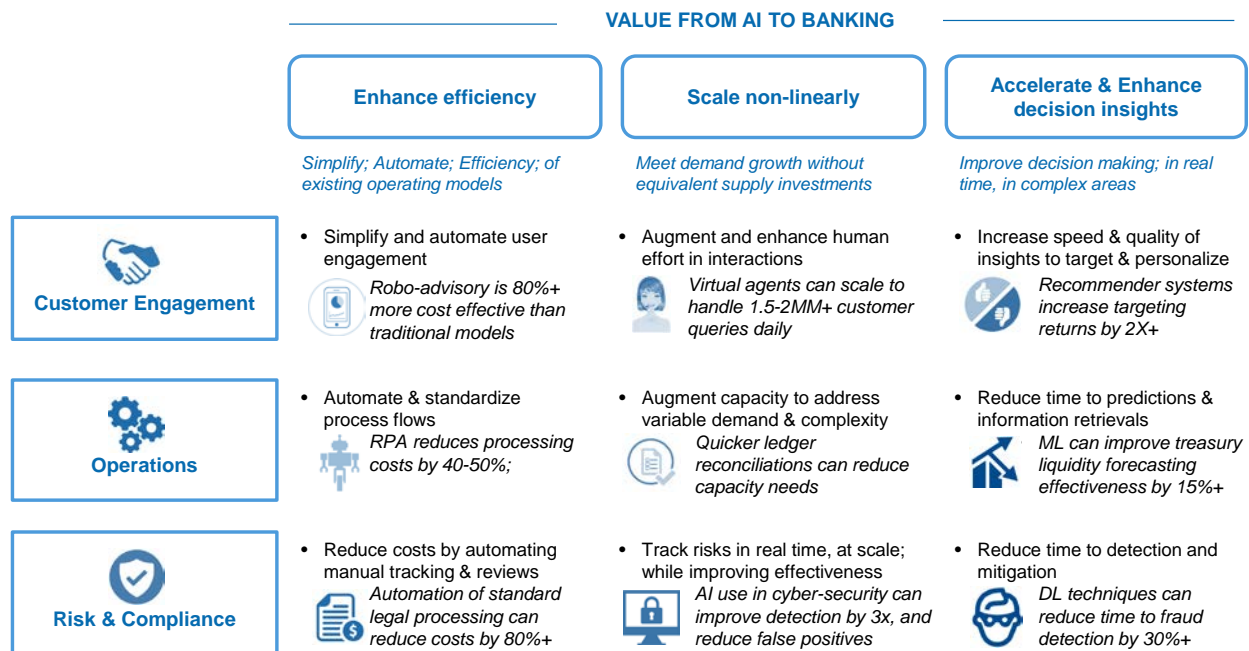 VALUE FROM AI TO BANKING
Enhance efficiency
Scale non-linearly
Accelerate & Enhance
decision insights
Simplify; Automate; Efficiency; of
existing operating models
Meet demand growth without
equivalent supply investments
Improve decision making; in real
time, in complex areas
Customer Engagement
• Simplify and automate user
engagement
Robo-advisory is 80%+
more cost effective than
traditional models
• Augment and enhance human
effort in interactions
Virtual agents can scale to
handle 1.5-2MM+ customer
queries daily
• Increase speed & quality of
insights to target & personalize
Recommender systems
increase targeting
returns by 2X+
Operations
• Automate & standardize
process flows
RPA reduces processing
costs by 40-50%;
• Augment capacity to address
variable demand & complexity
Quicker ledger
reconciliations can reduce
capacity needs
• Reduce time to predictions &
information retrievals
ML can improve treasury
liquidity forecasting
effectiveness by 15%+
Risk & Compliance
• Reduce costs by automating
manual tracking & reviews
Automation of standard
legal processing can
reduce costs by 80%+
• Track risks in real time, at scale;
while improving effectiveness
AI use in cyber-security can
improve detection by 3x, and
reduce false positives
• Reduce time to detection and
mitigation
DL techniques can
reduce time to fraud
detection by 30%+